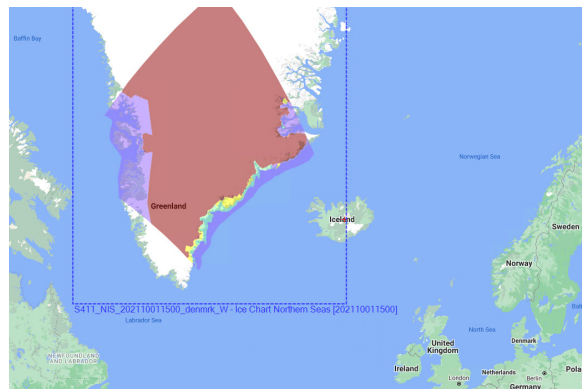 Baffin Bay
Norwegian Sea
Greenland
Iceland
Sweden
Norway
S411_NIS_202110011500_denmrk_W - Ice Chart Northern Seas [202110011500]
Labrador Sea
North Sea
Denmark
United
Kingdom
NEWFOUNDLAND
AND LABRADOR
Ireland
Netherlands
Berlin
Pola
London
Germany